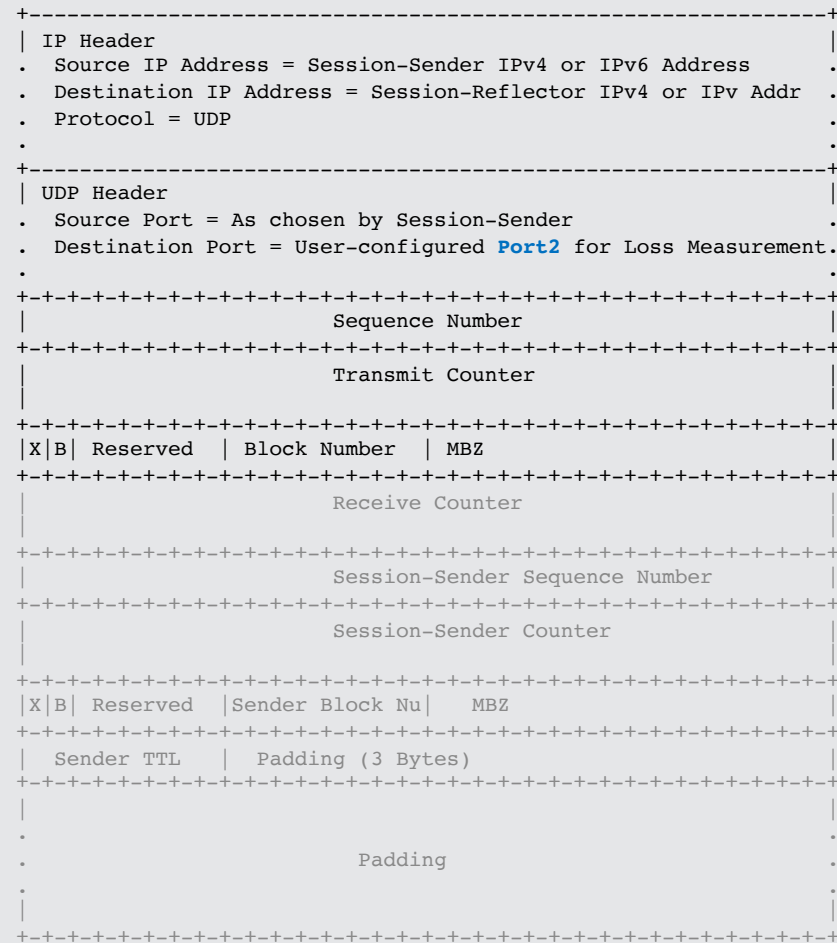 +---------------------------------------------------------------+
| IP Header |
. Source IP Address = Session-Sender IPv4 or IPv6 Address .
. Destination IP Address = Session-Reflector IPv4 or IPv Addr .
. Protocol = UDP .
. .
+---------------------------------------------------------------+
| UDP Header |
. Source Port = As chosen by Session-Sender .
. Destination Port = User-configured Port2 for Loss Measurement.
. .
+-+-+-+-+-+-+-+-+-+-+-+-+-+-+-+-+-+-+-+-+-+-+-+-+-+-+-+-+-+-+-+-+
| Sequence Number |
+-+-+-+-+-+-+-+-+-+-+-+-+-+-+-+-+-+-+-+-+-+-+-+-+-+-+-+-+-+-+-+-+
| Transmit Counter |
| |
+-+-+-+-+-+-+-+-+-+-+-+-+-+-+-+-+-+-+-+-+-+-+-+-+-+-+-+-+-+-+-+-+
|X|B| Reserved | Block Number | MBZ |
+-+-+-+-+-+-+-+-+-+-+-+-+-+-+-+-+-+-+-+-+-+-+-+-+-+-+-+-+-+-+-+-+
| Receive Counter |
| |
+-+-+-+-+-+-+-+-+-+-+-+-+-+-+-+-+-+-+-+-+-+-+-+-+-+-+-+-+-+-+-+-+
| Session-Sender Sequence Number |
+-+-+-+-+-+-+-+-+-+-+-+-+-+-+-+-+-+-+-+-+-+-+-+-+-+-+-+-+-+-+-+-+
| Session-Sender Counter |
| |
+-+-+-+-+-+-+-+-+-+-+-+-+-+-+-+-+-+-+-+-+-+-+-+-+-+-+-+-+-+-+-+-+
|X|B| Reserved |Sender Block Nu| MBZ |
+-+-+-+-+-+-+-+-+-+-+-+-+-+-+-+-+-+-+-+-+-+-+-+-+-+-+-+-+-+-+-+-+
| Sender TTL | Padding (3 Bytes) |
+-+-+-+-+-+-+-+-+-+-+-+-+-+-+-+-+-+-+-+-+-+-+-+-+-+-+-+-+-+-+-+-+
| |
. .
. Padding .
. .
| |
+-+-+-+-+-+-+-+-+-+-+-+-+-+-+-+-+-+-+-+-+-+-+-+-+-+-+-+-+-+-+-+-+